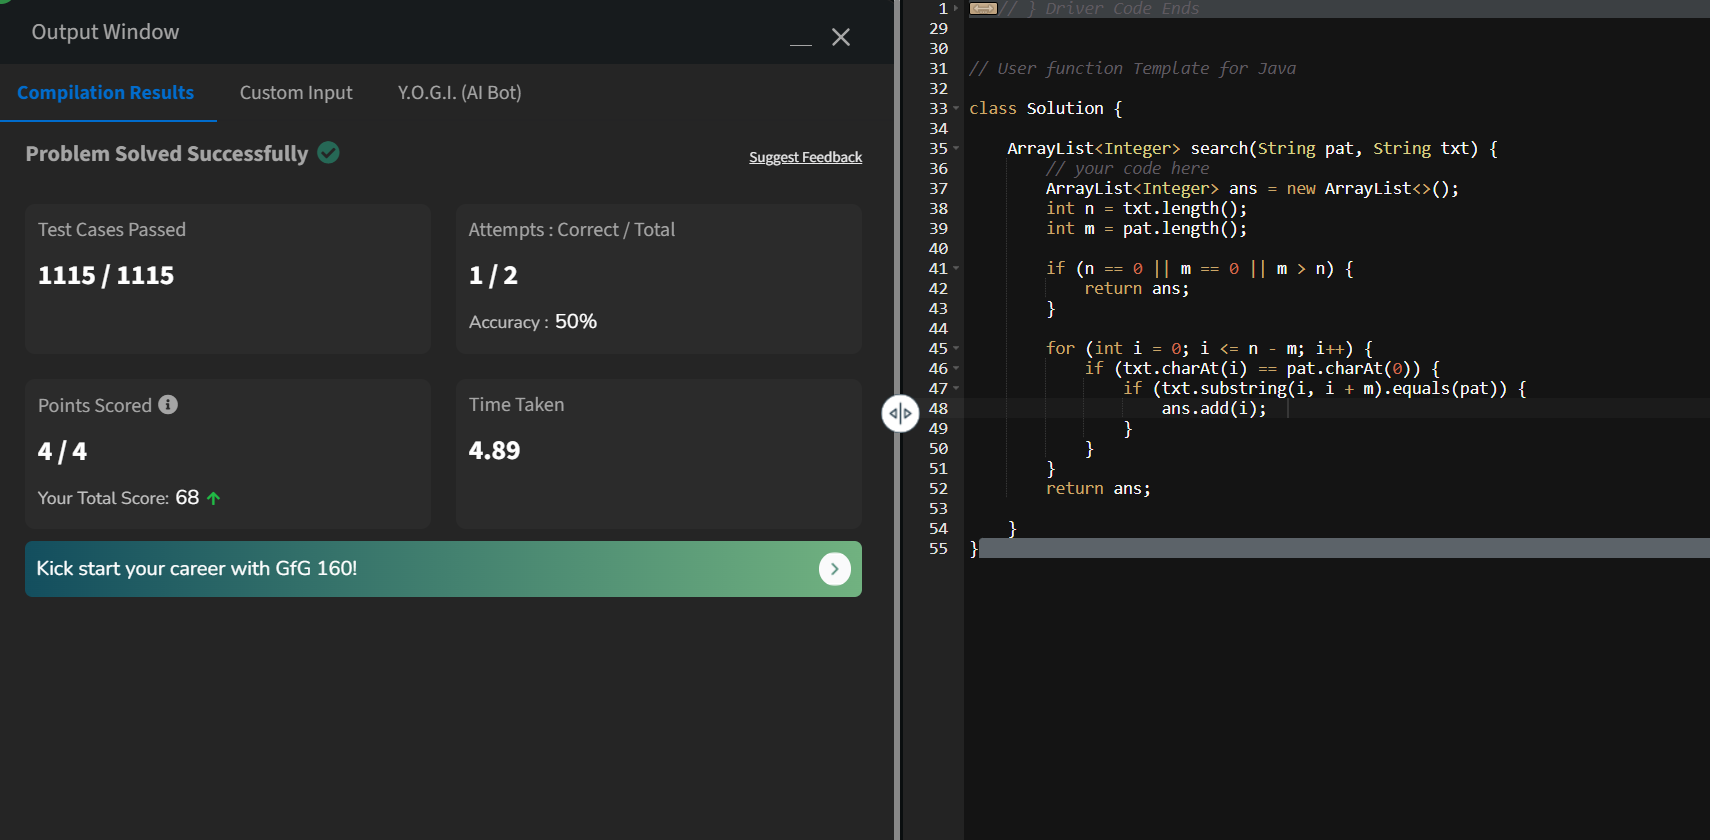 Output Window
Compilation Results
Custom Input
Y.O.G.I. (AI Bot)
Problem Solved Successfully
Suggest Feedback
Test Cases Passed
1115 / 1115
Attempts : Correct / Total
1 / 2
Accuracy : 50%
Points Scored
4 / 4
Your Total Score: 68
Time Taken
4.89
Kick start your career with GfG 160!
1 // } Driver Code Ends
29
30
31 // User function Template for Java
32
33 class Solution {
34
35     ArrayList<Integer> search(String pat, String txt) {
36         // your code here
37         ArrayList<Integer> ans = new ArrayList<>();
38         int n = txt.length();
39         int m = pat.length();
40
41         if (n == 0 || m == 0 || m > n) {
42             return ans;
43         }
44
45         for (int i = 0; i <= n - m; i++) {
46             if (txt.charAt(i) == pat.charAt(0)) {
47                 if (txt.substring(i, i + m).equals(pat)) {
48                     ans.add(i);
49                 }
50             }
51         }
52         return ans;
53
54     }
55 }